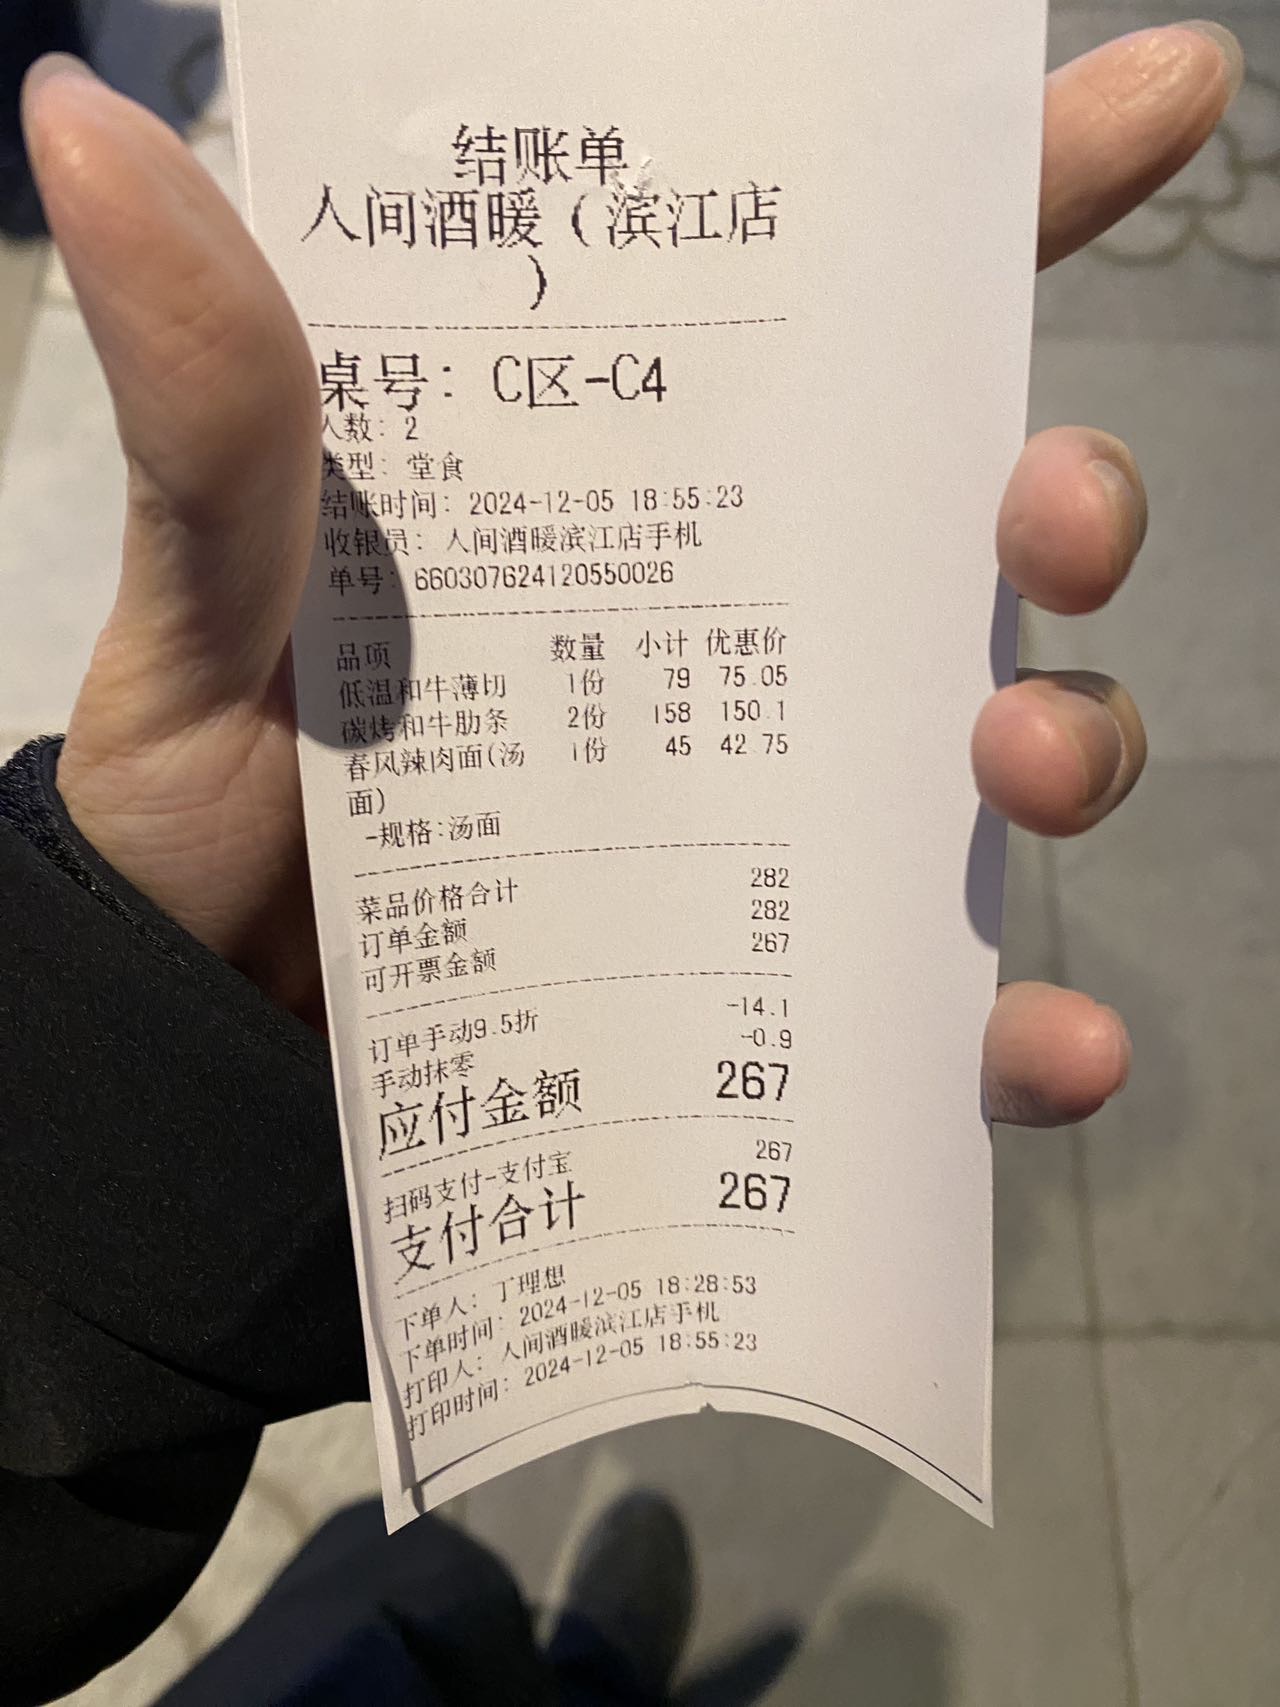 结账单
人间酒暖（滨江店
）
桌号：C区-C4
人数：2
类型：堂食
结账时间：2024-12-05 18:55:23
收银员：人间酒暖滨江店手机
单号：660307624120550026
品项 数量 小计 优惠价
低温和牛薄切 1份 79 75.05
碳烤和牛肋条 2份 158 150.1
春风辣肉面(汤 1份 45 42.75
面)
-规格:汤面
菜品价格合计 282
订单金额 282
可开票金额 267
订单手动9.5折 -14.1
手动抹零 -0.9
应付金额 267
扫码支付-支付宝 267
支付合计 267
下单人：丁理想
下单时间：2024-12-05 18:28:53
打印人：人间酒暖滨江店手机
打印时间：2024-12-05 18:55:23